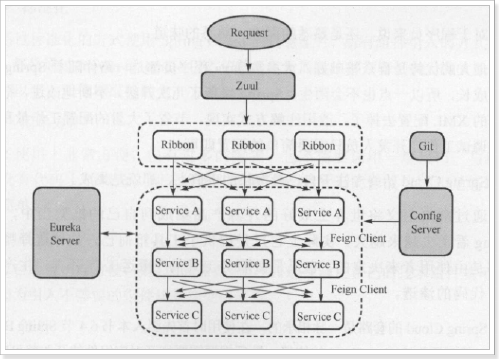 Request
Zuul
Ribbon
Ribbon
Ribbon
Git
Service A
Service A
Service A
Eureka
Server
Config
Server
Feign Client
Service B
Service B
Service B
Feign Client
Service C
Service C
Service C